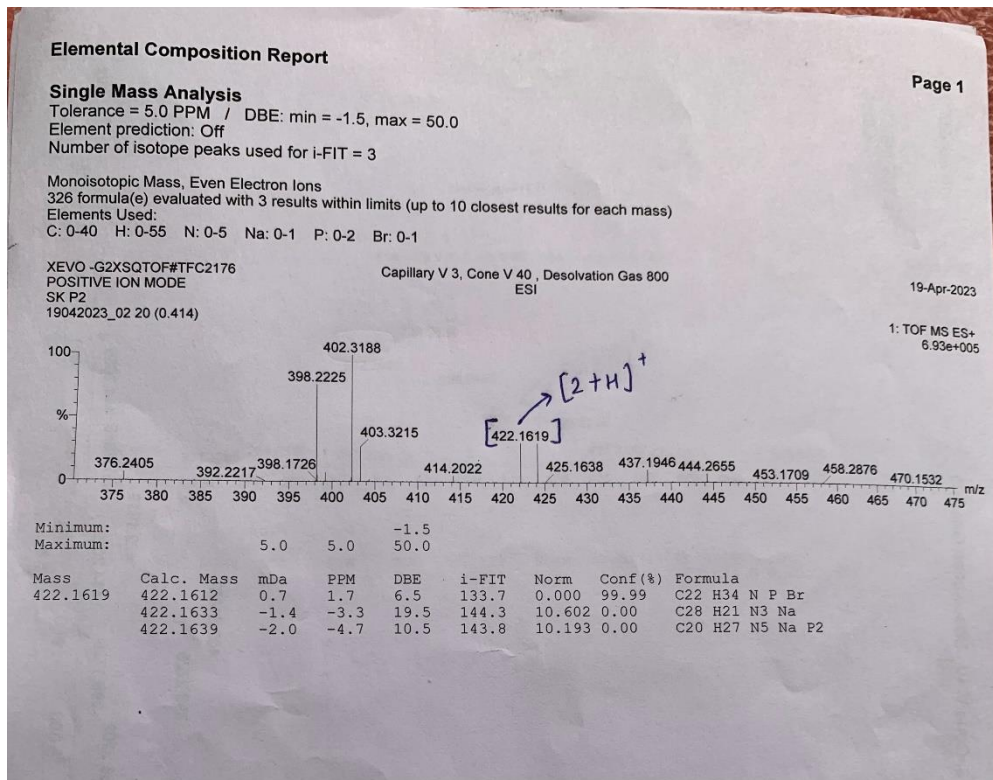 Elemental Composition Report
Page 1
Single Mass Analysis
Tolerance = 5.0 PPM / DBE: min = -1.5, max = 50.0
Element prediction: Off
Number of isotope peaks used for i-FIT = 3
Monoisotopic Mass, Even Electron Ions
326 formula(e) evaluated with 3 results within limits (up to 10 closest results for each mass)
Elements Used:
C: 0-40 H: 0-55 N: 0-5 Na: 0-1 P: 0-2 Br: 0-1
XEVO -G2XSQTOF#TFC2176 Capillary V 3, Cone V 40 , Desolvation Gas 800
POSITIVE ION MODE ESI 19-Apr-2023
SK P2
19042023_02 20 (0.414)
1: TOF MS ES+
6.93e+005
100 402.3188
398.2225 [2+H]+
% 403.3215 [422.1619]
376.2405 392.2217 398.1726 414.2022 425.1638 437.1946 444.2655 453.1709 458.2876 470.1532
0 m/z
375 380 385 390 395 400 405 410 415 420 425 430 435 440 445 450 455 460 465 470 475
Minimum: -1.5
Maximum: 5.0 5.0 50.0
Mass Calc. Mass mDa PPM DBE i-FIT Norm Conf(%) Formula
422.1619 422.1612 0.7 1.7 6.5 133.7 0.000 99.99 C22 H34 N P Br
422.1633 -1.4 -3.3 19.5 144.3 10.602 0.00 C28 H21 N3 Na
422.1639 -2.0 -4.7 10.5 143.8 10.193 0.00 C20 H27 N5 Na P2